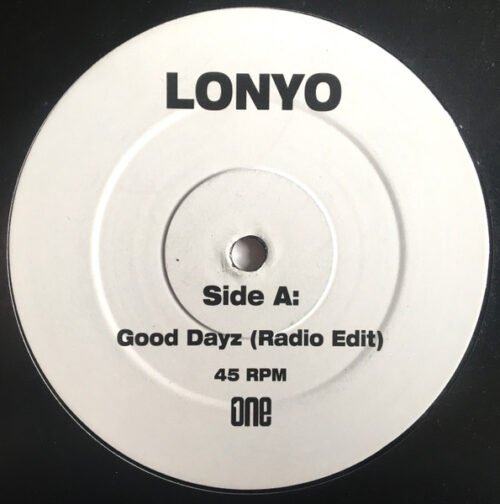 LONYO
Side A:
Good Dayz (Radio Edit)
45 RPM
one